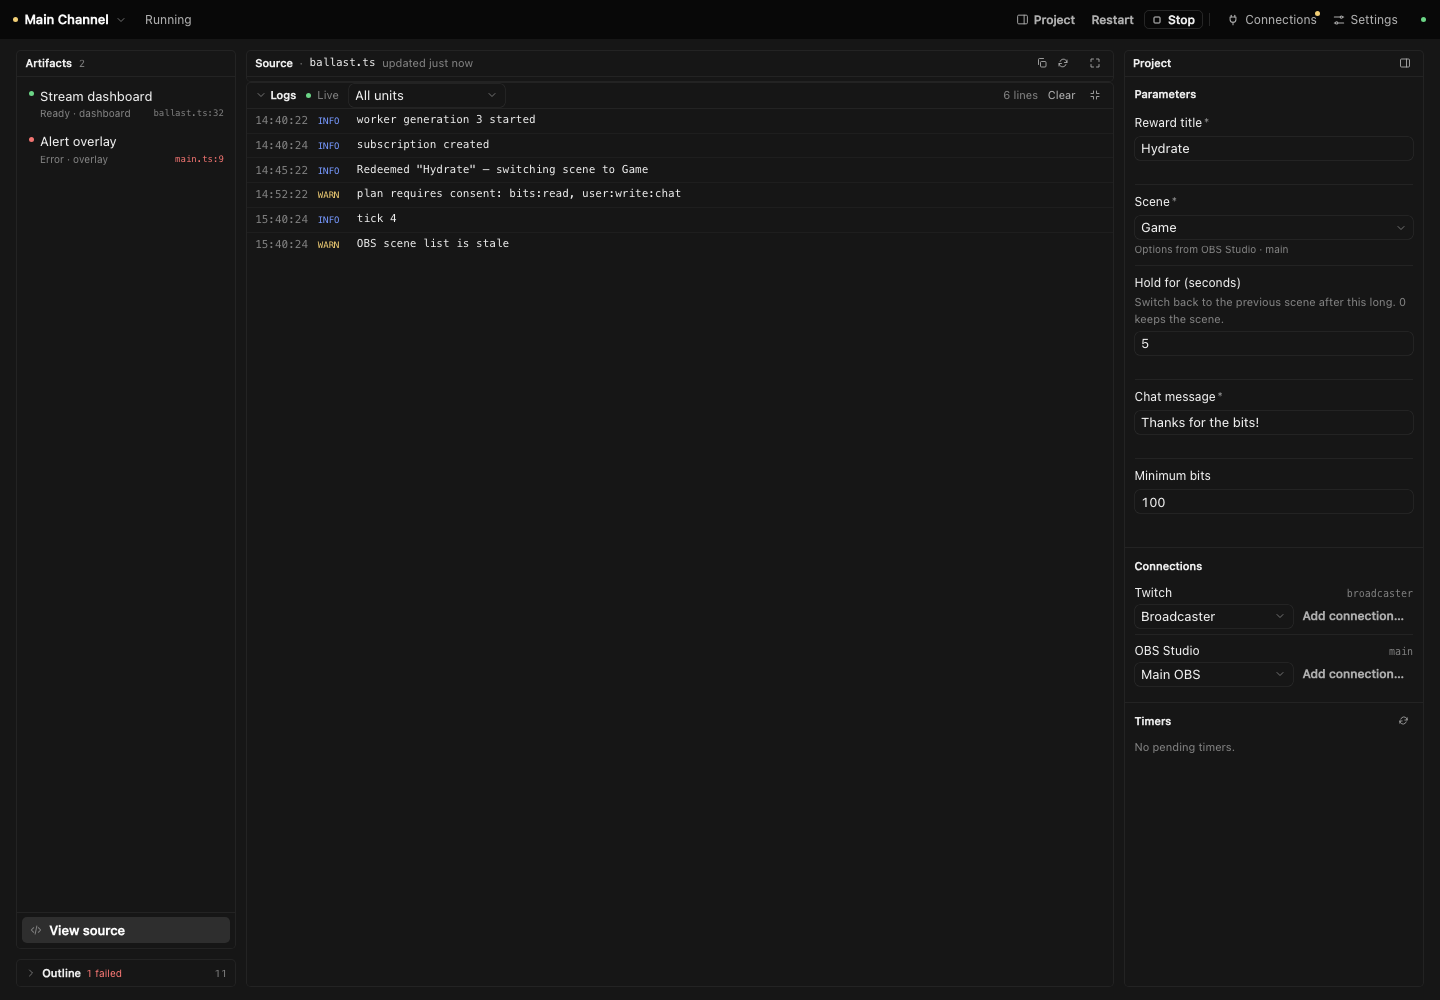 Main Channel
Running
Project
Restart
Stop
Connections
Settings
Artifacts 2
Stream dashboard
Ready · dashboard ballast.ts:32
Alert overlay
Error · overlay main.ts:9
View source
Outline 1 failed 11
Source · ballast.ts updated just now
Logs Live All units 6 lines Clear
14:40:22 INFO worker generation 3 started
14:40:24 INFO subscription created
14:45:22 INFO Redeemed "Hydrate" — switching scene to Game
14:52:22 WARN plan requires consent: bits:read, user:write:chat
15:40:24 INFO tick 4
15:40:24 WARN OBS scene list is stale
Project
Parameters
Reward title *
Hydrate
Scene *
Game
Options from OBS Studio · main
Hold for (seconds)
Switch back to the previous scene after this long. 0
keeps the scene.
5
Chat message *
Thanks for the bits!
Minimum bits
100
Connections
Twitch broadcaster
Broadcaster Add connection...
OBS Studio main
Main OBS Add connection...
Timers
No pending timers.